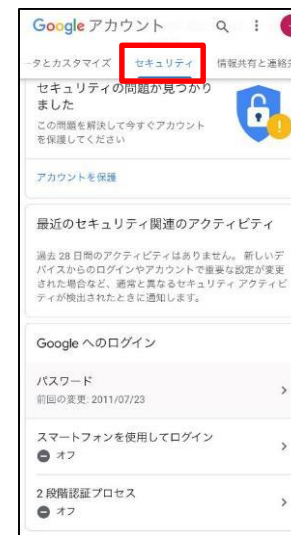 Google アカウント
ータとカスタマイズ セキュリティ 情報共有と連絡先
セキュリティの問題が見つかり
ました
この問題を解決して今すぐアカウント
を保護してください
アカウントを保護
最近のセキュリティ関連のアクティビティ
過去 28 日間のアクティビティはありません。 新しいデ
バイスからのログインやアカウントで重要な設定が変更
された場合など、通常と異なるセキュリティ アクティビ
ティが検出されたときに通知します。
Google へのログイン
パスワード
前回の変更: 2011/07/23
スマートフォンを使用してログイン
オフ
2 段階認証プロセス
オフ